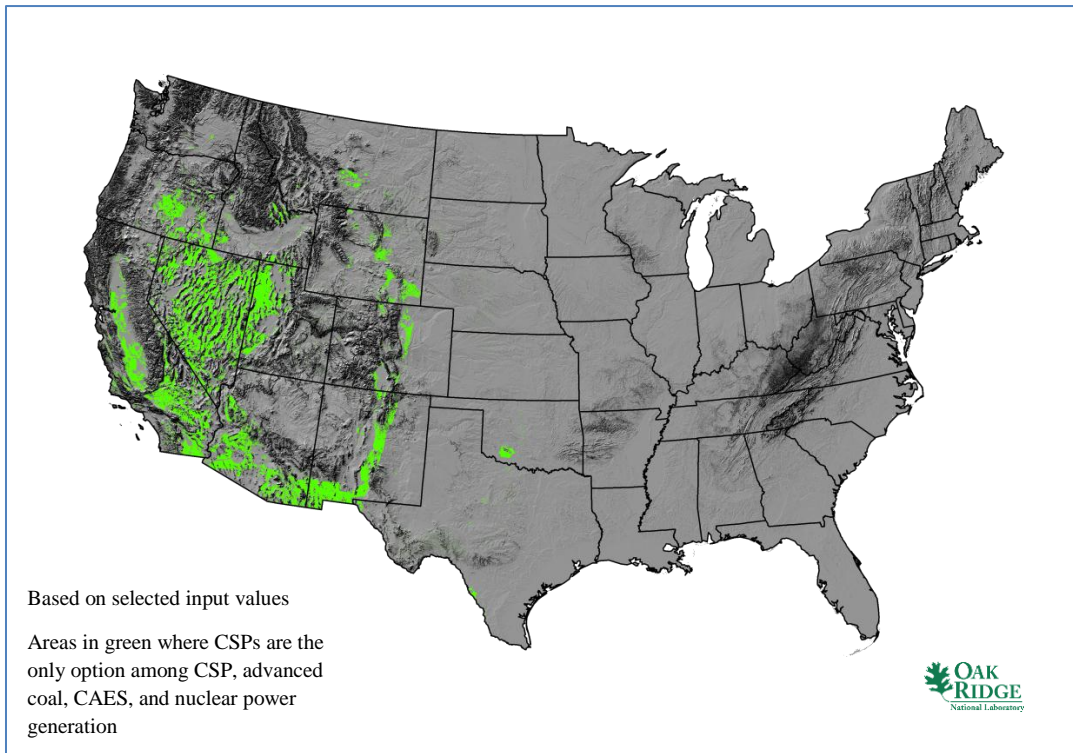 Based on selected input values
Areas in green where CSPs are the
only option among CSP, advanced
coal, CAES, and nuclear power
generation
OAK
RIDGE
National Laboratory